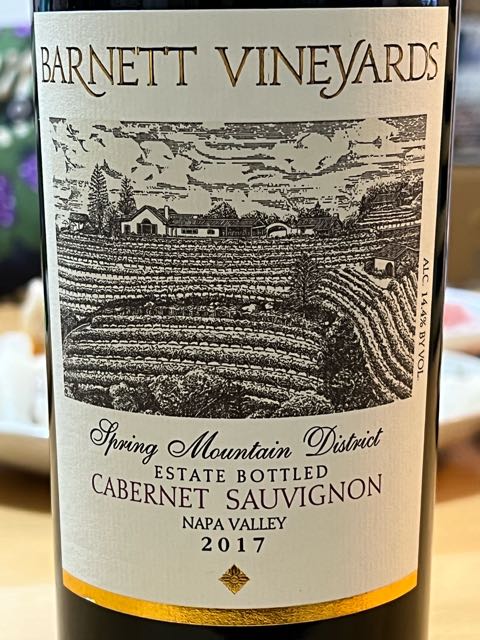 BARNETT VINEYARDS
ALC. 14.4% BY VOL.
Spring Mountain District
ESTATE BOTTLED
CABERNET SAUVIGNON
NAPA VALLEY
2017